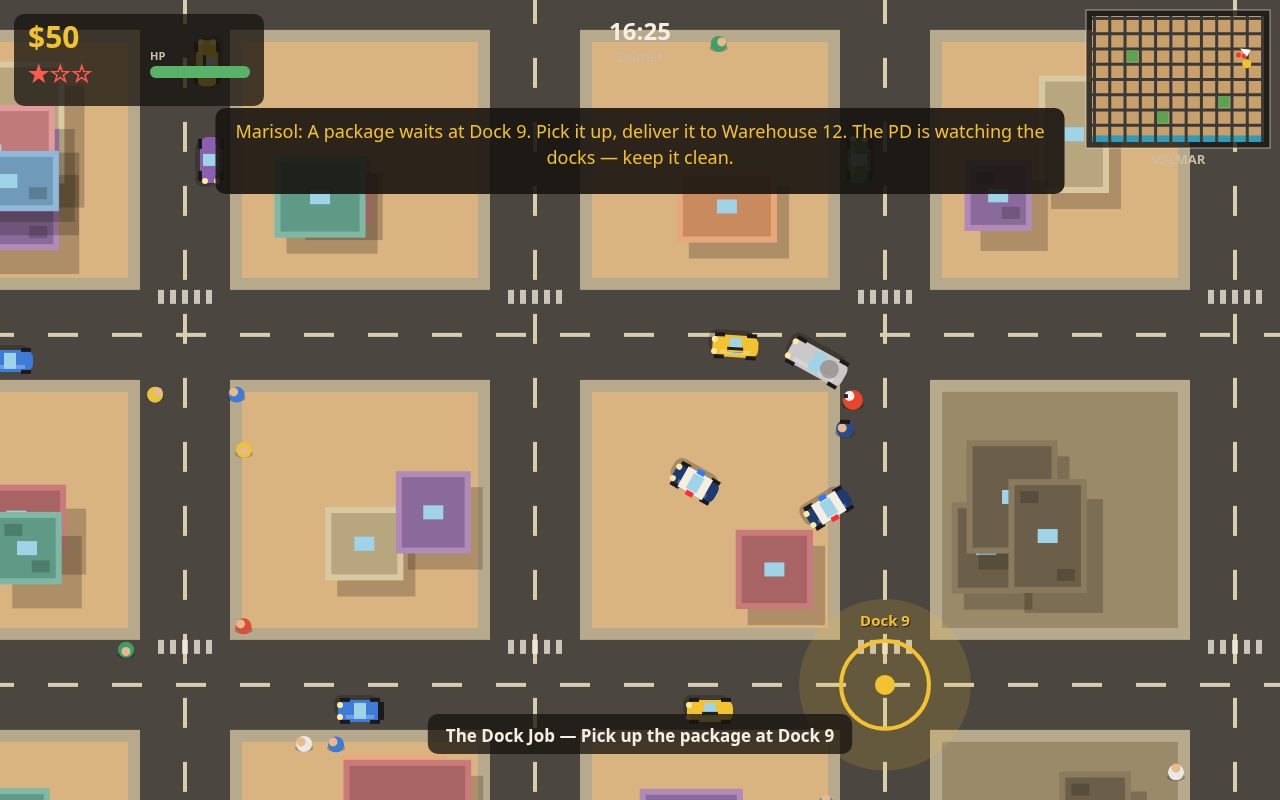 $50
HP
★☆☆
16:25
Solmar
SOLMAR
Marisol: A package waits at Dock 9. Pick it up, deliver it to Warehouse 12. The PD is watching the
docks — keep it clean.
Dock 9
The Dock Job — Pick up the package at Dock 9